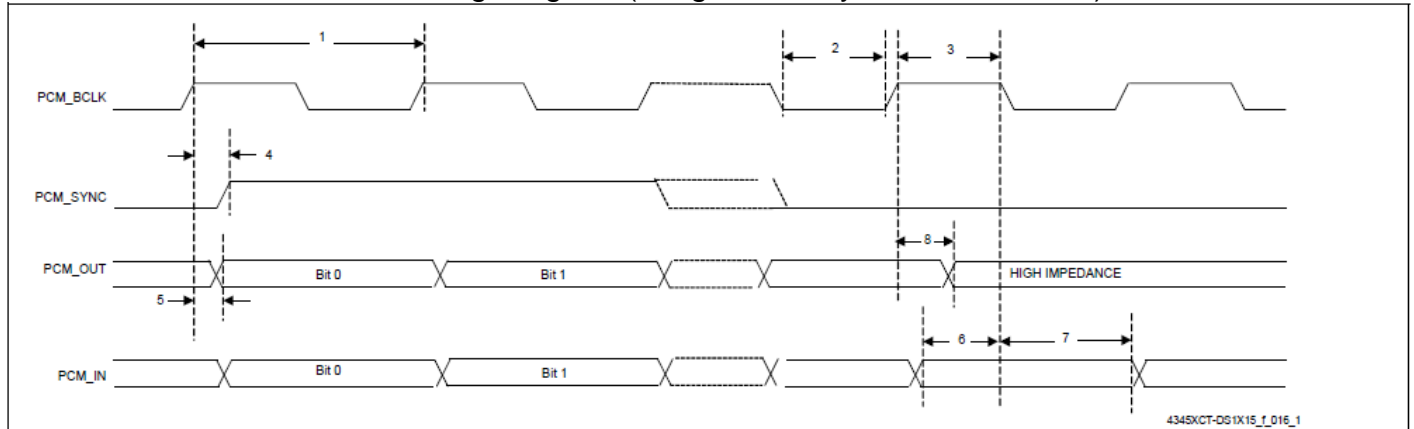 1
2
3
PCM_BCLK
4
PCM_SYNC
8
PCM_OUT
Bit 0
Bit 1
HIGH IMPEDANCE
5
6
7
PCM_IN
Bit 0
Bit 1
4345XCT-DS1X15_f_016_1